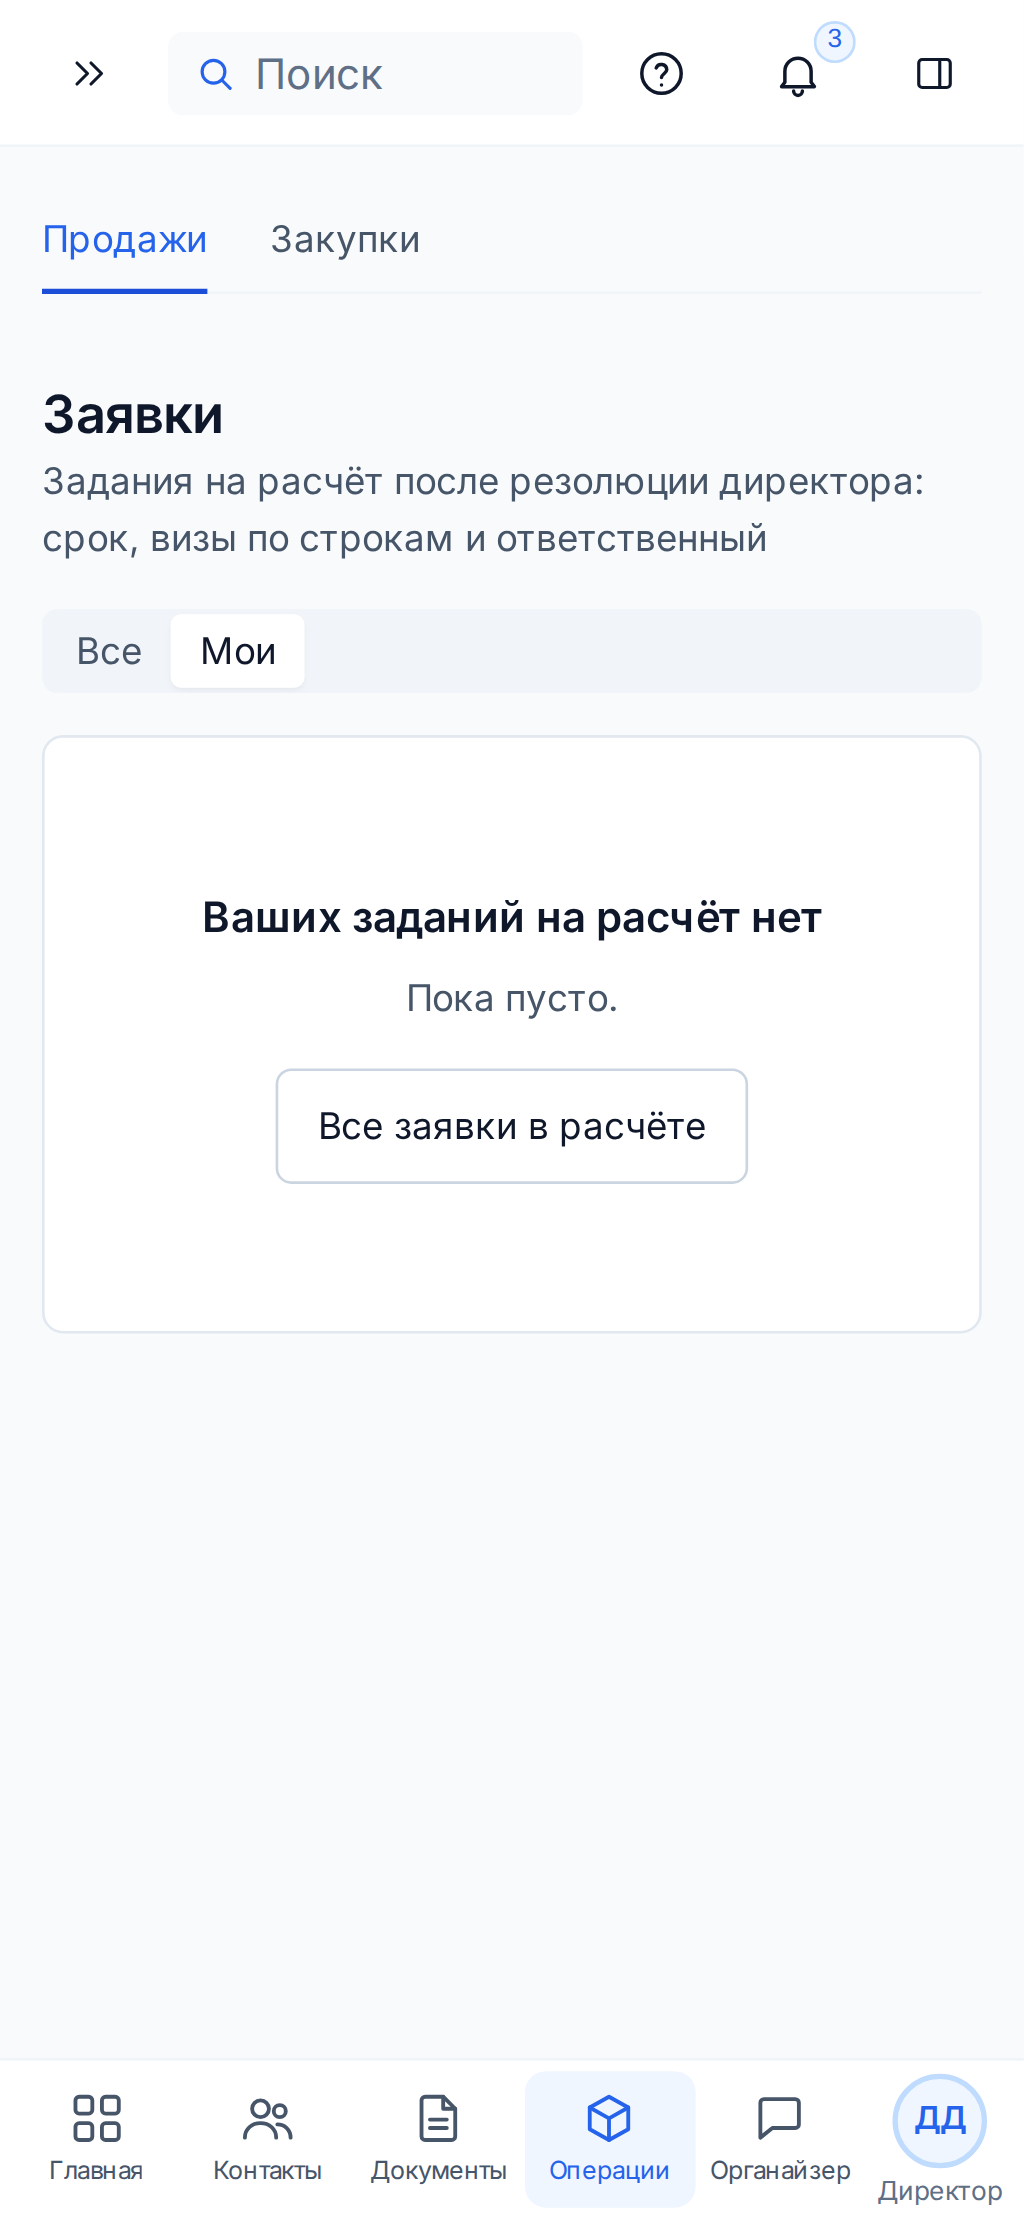 Поиск
3
Продажи
Закупки
Заявки
Задания на расчёт после резолюции директора:
срок, визы по строкам и ответственный
Все
Мои
Ваших заданий на расчёт нет
Пока пусто.
Все заявки в расчёте
Главная
Контакты
Документы
Операции
Органайзер
ДД
Директор